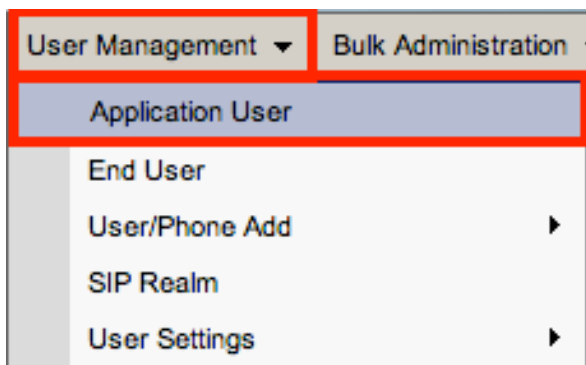 User Management Bulk Administration
Application User
End User
User/Phone Add
SIP Realm
User Settings